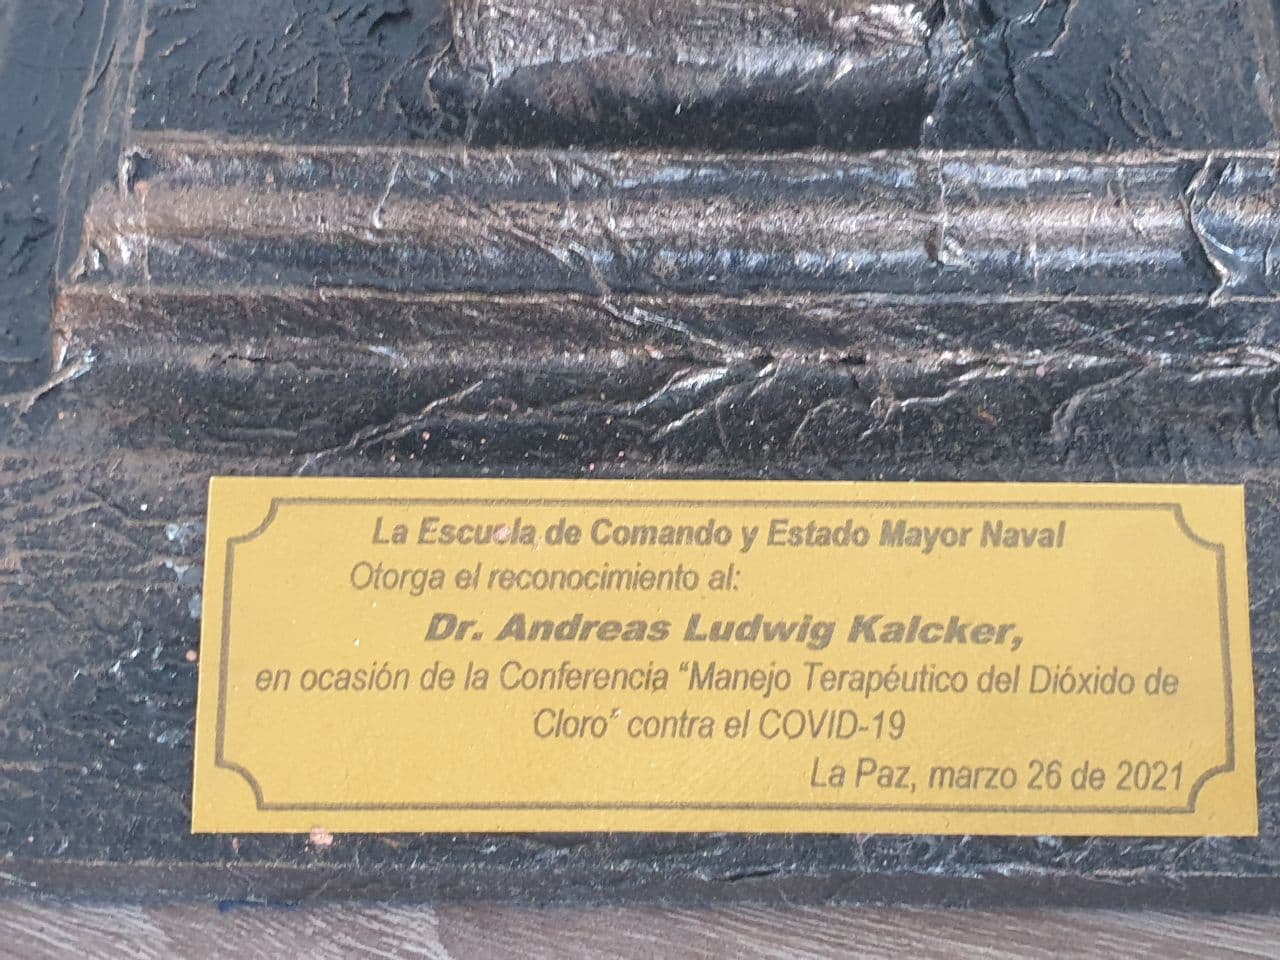 La Escuela de Comando y Estado Mayor Naval
Otorga el reconocimiento al:
Dr. Andreas Ludwig Kalcker,
en ocasión de la Conferencia “Manejo Terapéutico del Dióxido de
Cloro” contra el COVID-19
La Paz, marzo 26 de 2021